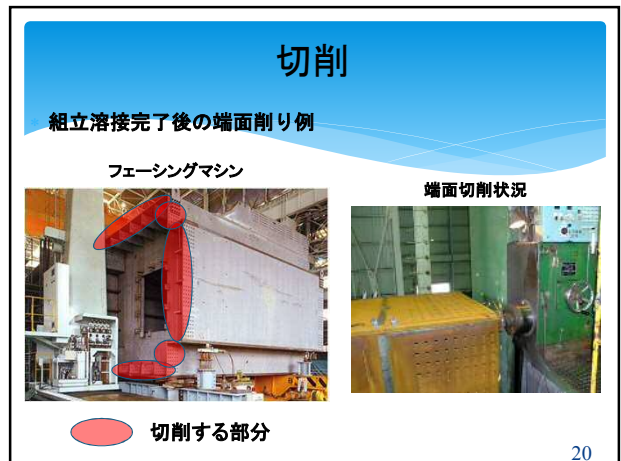 切削
組立溶接完了後の端面削り例
フェーシングマシン
端面切削状況
切削する部分
20